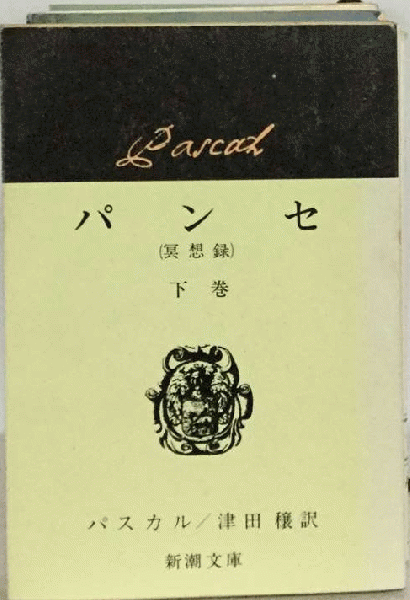 Pascal
パンセ
(冥想録)
下巻
パスカル/津田穣訳
新潮文庫